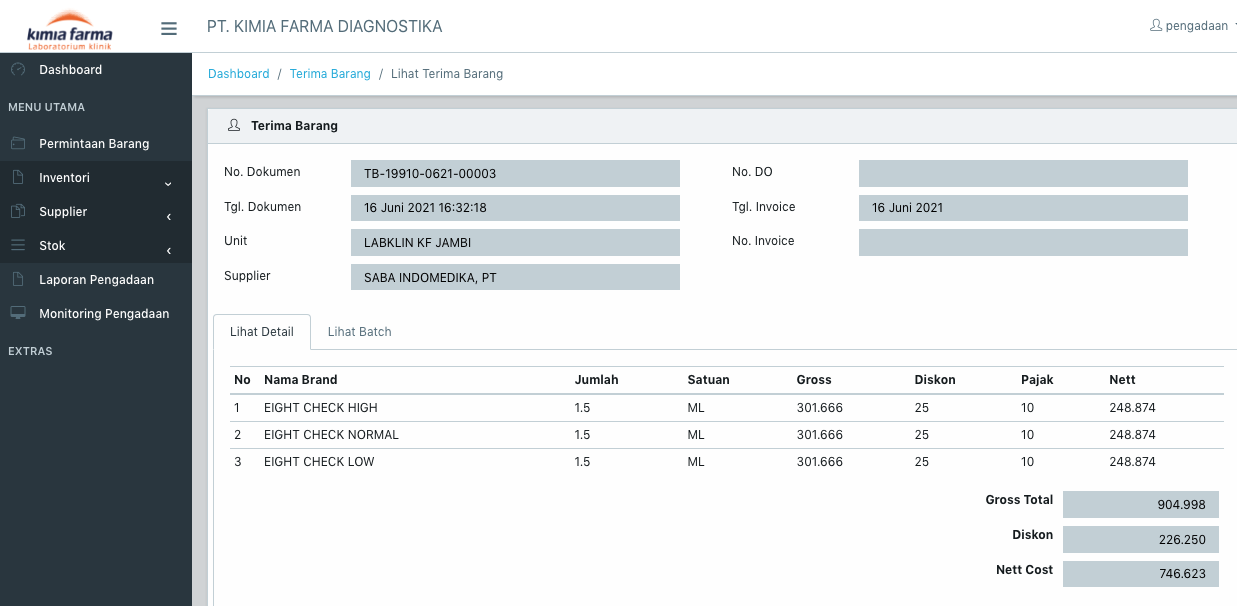 kimia farma
Laboratorium klinik
PT. KIMIA FARMA DIAGNOSTIKA
pengadaan
Dashboard
MENU UTAMA
Permintaan Barang
Inventori
Supplier
Stok
Laporan Pengadaan
Monitoring Pengadaan
EXTRAS
Dashboard / Terima Barang / Lihat Terima Barang
Terima Barang
No. Dokumen TB-19910-0621-00003 No. DO
Tgl. Dokumen 16 Juni 2021 16:32:18 Tgl. Invoice 16 Juni 2021
Unit LABKLIN KF JAMBI No. Invoice
Supplier SABA INDOMEDIKA, PT
Lihat Detail Lihat Batch
No Nama Brand Jumlah Satuan Gross Diskon Pajak Nett
1 EIGHT CHECK HIGH 1.5 ML 301.666 25 10 248.874
2 EIGHT CHECK NORMAL 1.5 ML 301.666 25 10 248.874
3 EIGHT CHECK LOW 1.5 ML 301.666 25 10 248.874
Gross Total 904.998
Diskon 226.250
Nett Cost 746.623